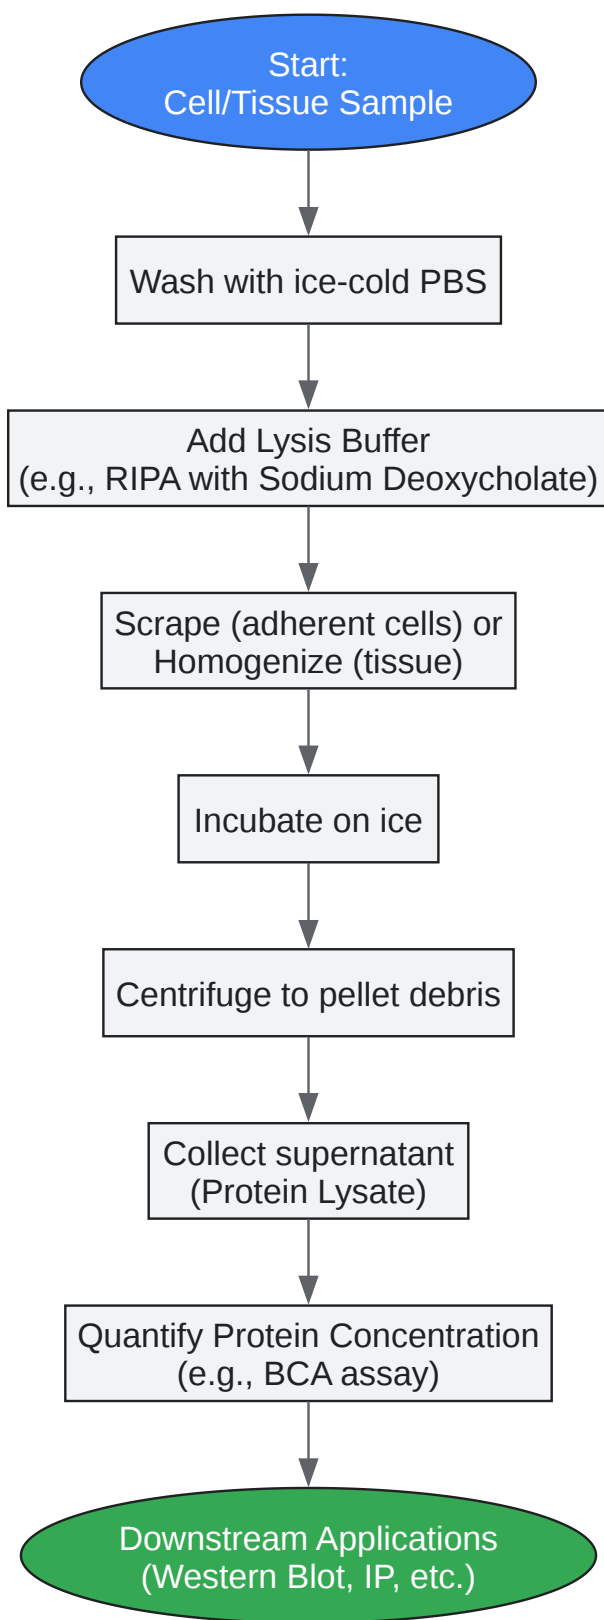 Start:
Cell/Tissue Sample
Wash with ice-cold PBS
Add Lysis Buffer
(e.g., RIPA with Sodium Deoxycholate)
Scrape (adherent cells) or
Homogenize (tissue)
Incubate on ice
Centrifuge to pellet debris
Collect supernatant
(Protein Lysate)
Quantify Protein Concentration
(e.g., BCA assay)
Downstream Applications
(Western Blot, IP, etc.)